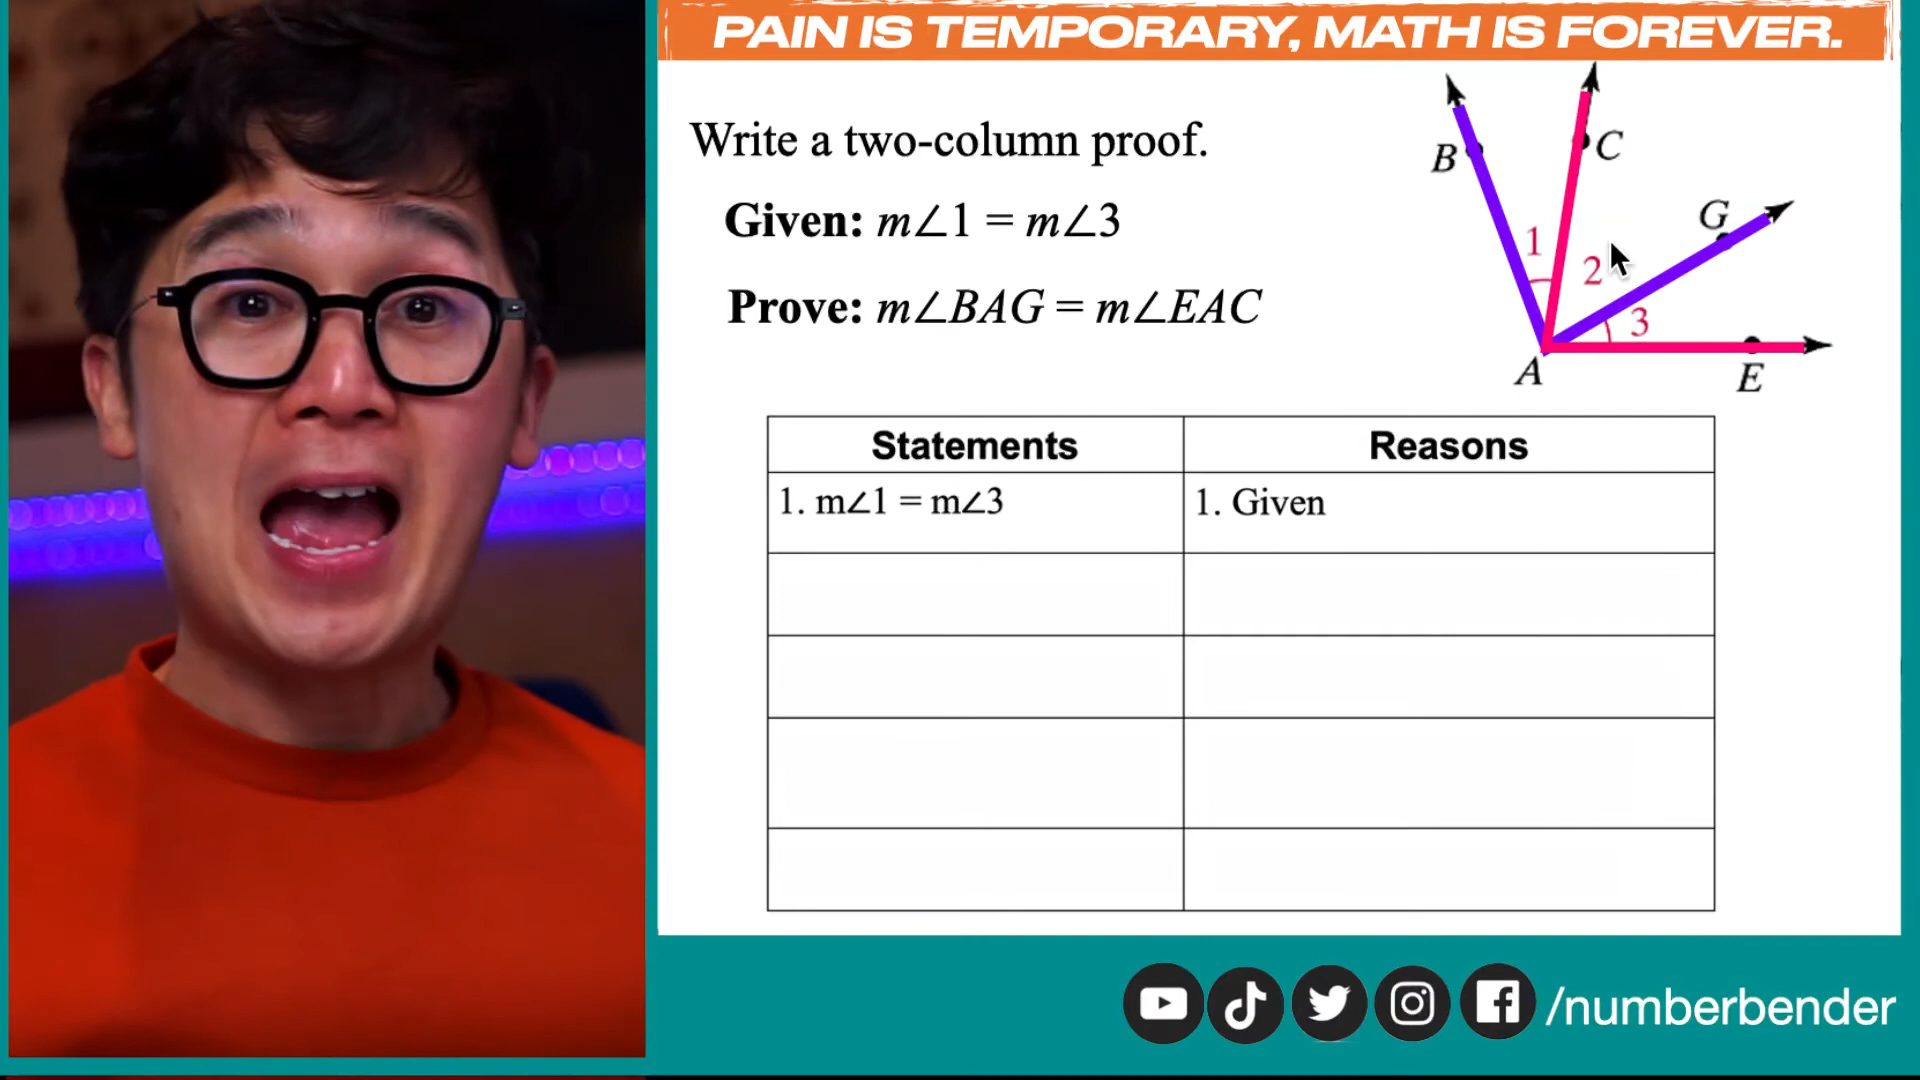 PAIN IS TEMPORARY, MATH IS FOREVER.
Write a two-column proof.
Given: m∠1 = m∠3
Prove: m∠BAG = m∠EAC
B
C
G
1
2
3
A
E
Statements
Reasons
1. m∠1 = m∠3
1. Given
/numberbender